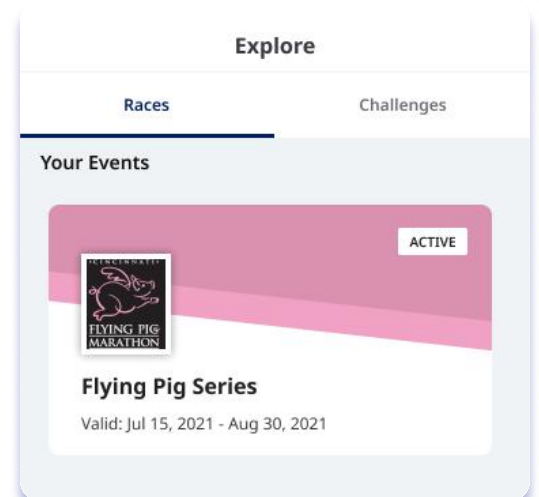 Explore
Races
Challenges
Your Events
ACTIVE
•CINCINNATI•
FLYING PIG
MARATHON
Flying Pig Series
Valid: Jul 15, 2021 - Aug 30, 2021